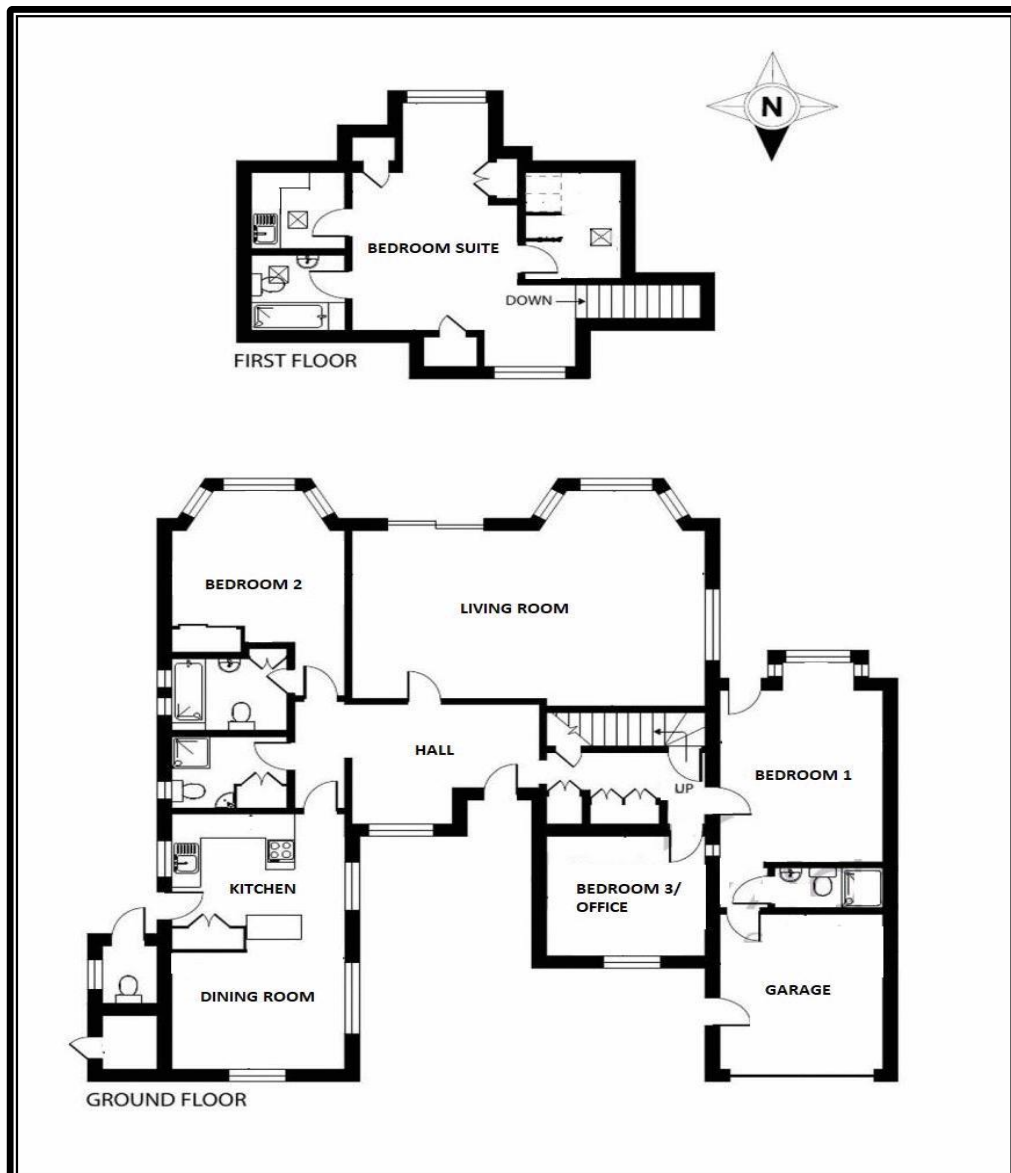 N
BEDROOM SUITE
DOWN
FIRST FLOOR
BEDROOM 2
LIVING ROOM
HALL
BEDROOM 1
UP
KITCHEN
BEDROOM 3/
OFFICE
DINING ROOM
GARAGE
GROUND FLOOR